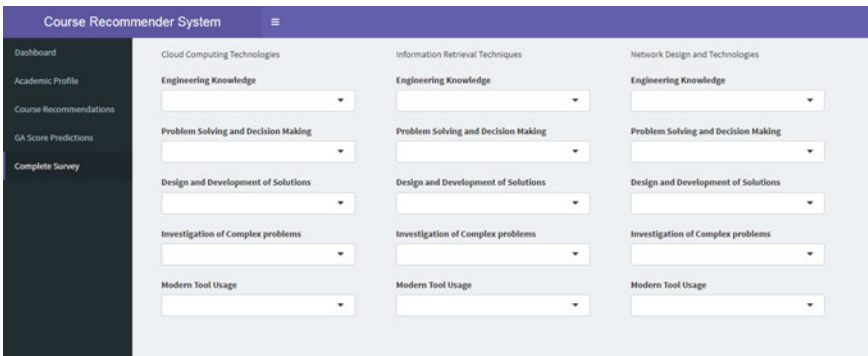 Course Recommender System
Dashboard
Academic Profile
Course Recommendations
GA Score Predictions
Complete Survey
Cloud Computing Technologies
Engineering Knowledge
Problem Solving and Decision Making
Design and Development of Solutions
Investigation of Complex problems
Modern Tool Usage
Information Retrieval Techniques
Engineering Knowledge
Problem Solving and Decision Making
Design and Development of Solutions
Investigation of Complex problems
Modern Tool Usage
Network Design and Technologies
Engineering Knowledge
Problem Solving and Decision Making
Design and Development of Solutions
Investigation of Complex problems
Modern Tool Usage